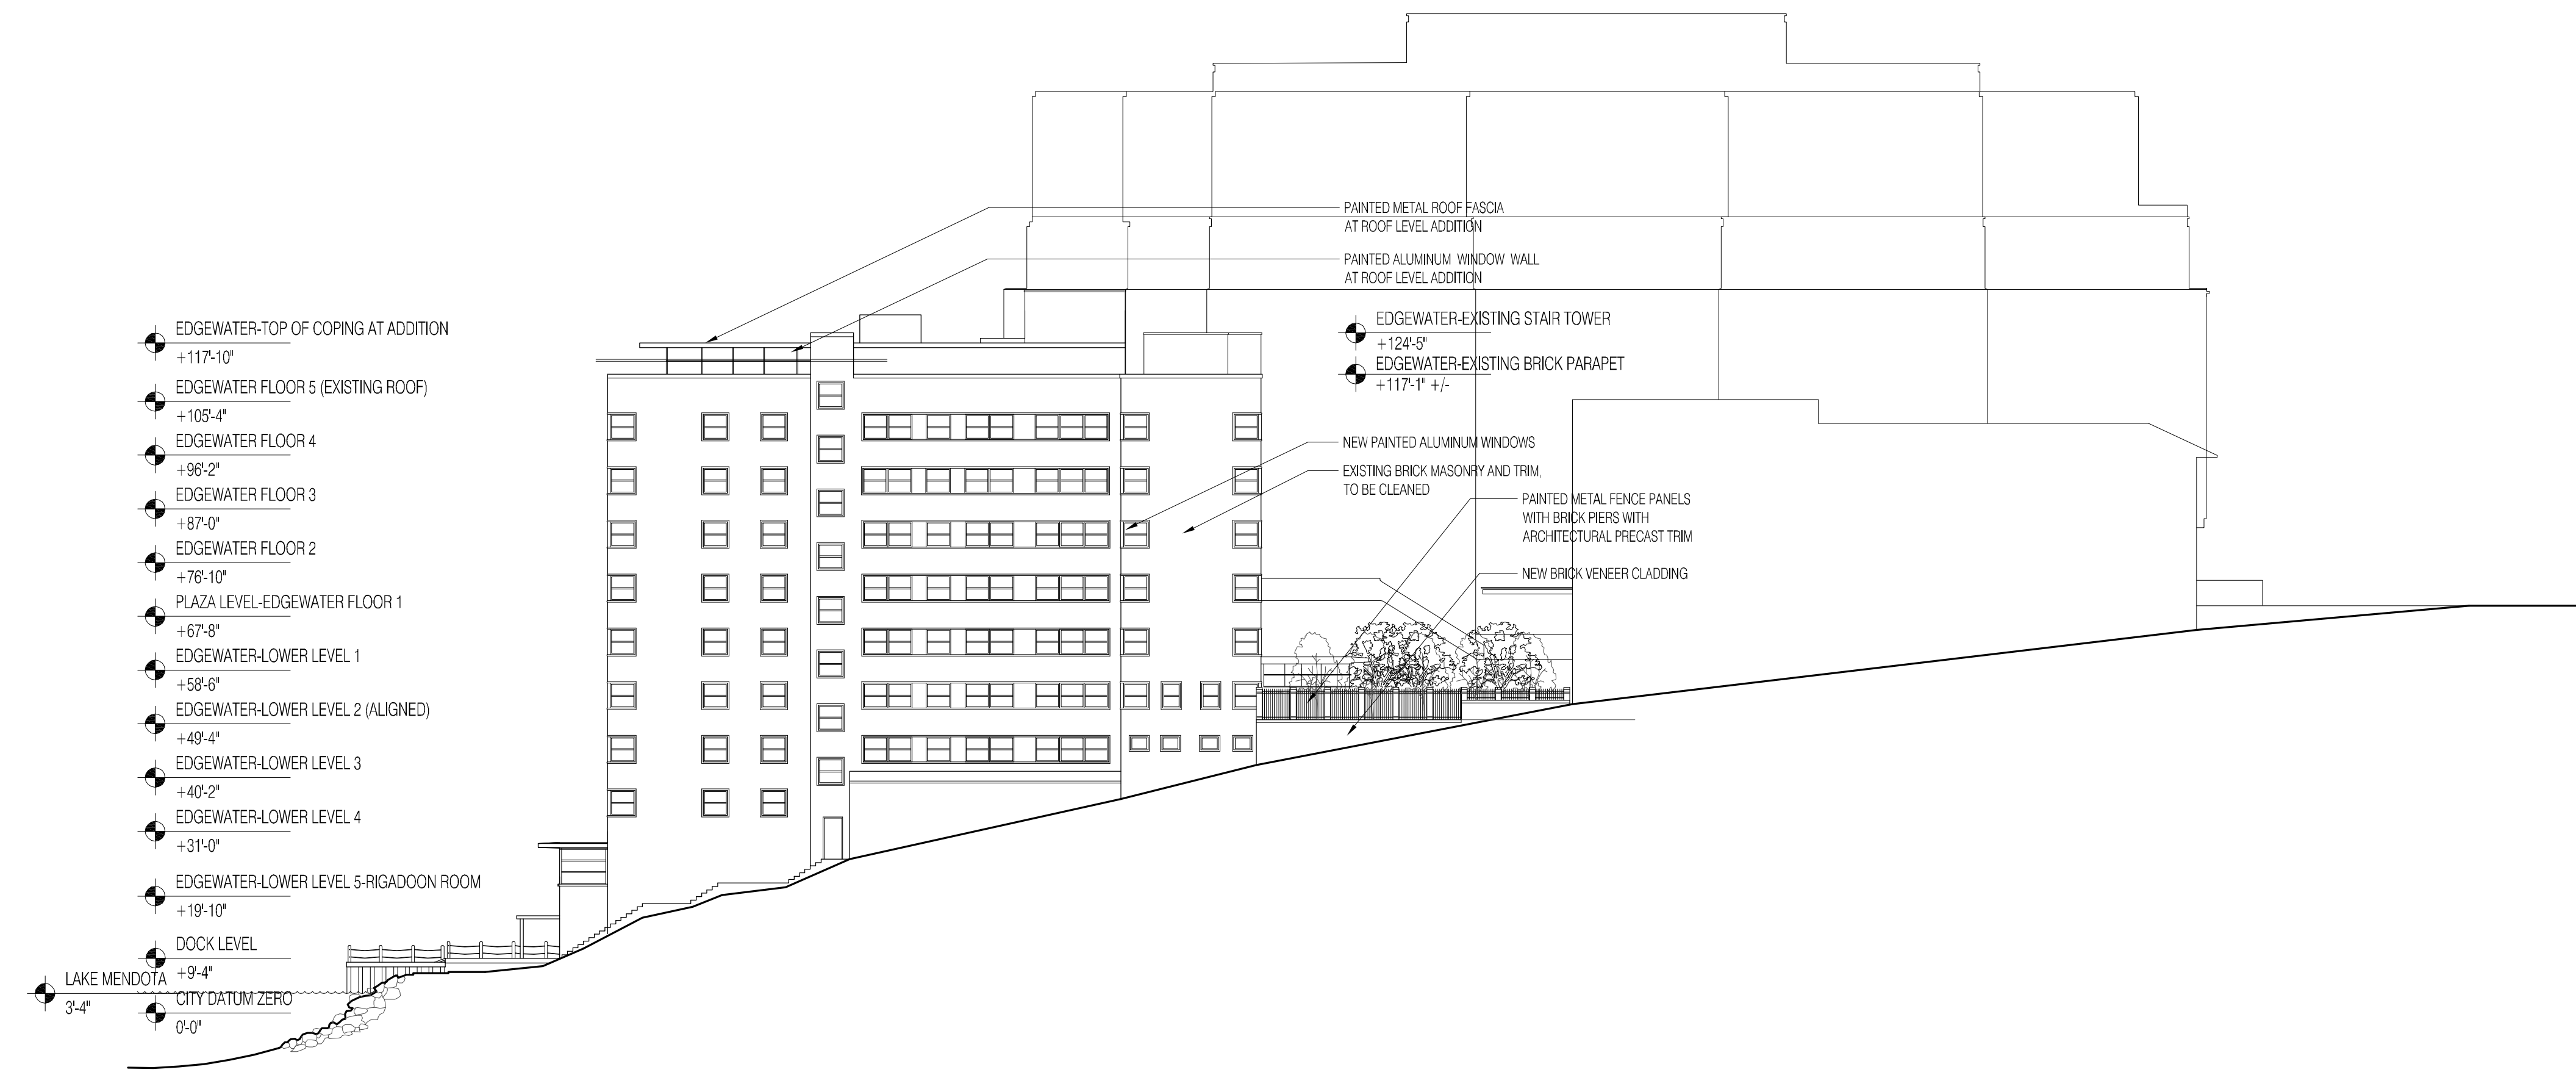 PAINTED METAL ROOF FASCIA
AT ROOF LEVEL ADDITION
PAINTED ALUMINUM WINDOW WALL
AT ROOF LEVEL ADDITION
EDGEWATER-TOP OF COPING AT ADDITION
+117'-10"
EDGEWATER FLOOR 5 (EXISTING ROOF)
+105'-4"
EDGEWATER FLOOR 4
+96'-2"
EDGEWATER FLOOR 3
+87'-0"
EDGEWATER FLOOR 2
+76'-10"
PLAZA LEVEL-EDGEWATER FLOOR 1
+67'-8"
EDGEWATER-LOWER LEVEL 1
+58'-6"
EDGEWATER-LOWER LEVEL 2 (ALIGNED)
+49'-4"
EDGEWATER-LOWER LEVEL 3
+40'-2"
EDGEWATER-LOWER LEVEL 4
+31'-0"
EDGEWATER-LOWER LEVEL 5-RIGADOON ROOM
+19'-10"
DOCK LEVEL
+9'-4"
LAKE MENDOTA
3'-4"
CITY DATUM ZERO
0'-0"
EDGEWATER-EXISTING STAIR TOWER
+124'-5"
EDGEWATER-EXISTING BRICK PARAPET
+117'-1" +/-
NEW PAINTED ALUMINUM WINDOWS
EXISTING BRICK MASONRY AND TRIM,
TO BE CLEANED
PAINTED METAL FENCE PANELS
WITH BRICK PIERS WITH
ARCHITECTURAL PRECAST TRIM
NEW BRICK VENEER CLADDING